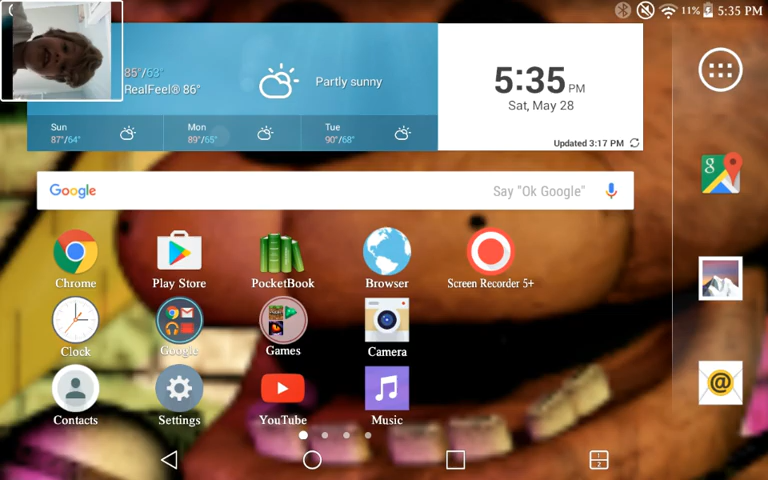 11% 5:35 PM
85°/63°
RealFeel® 86°
Partly sunny
5:35 PM
Sat, May 28
Sun
87°/64°
Mon
89°/65°
Tue
90°/68°
Updated 3:17 PM
Google Say "Ok Google"
Chrome Play Store PocketBook Browser Screen Recorder 5+
Clock Google Games Camera
Contacts Settings YouTube Music